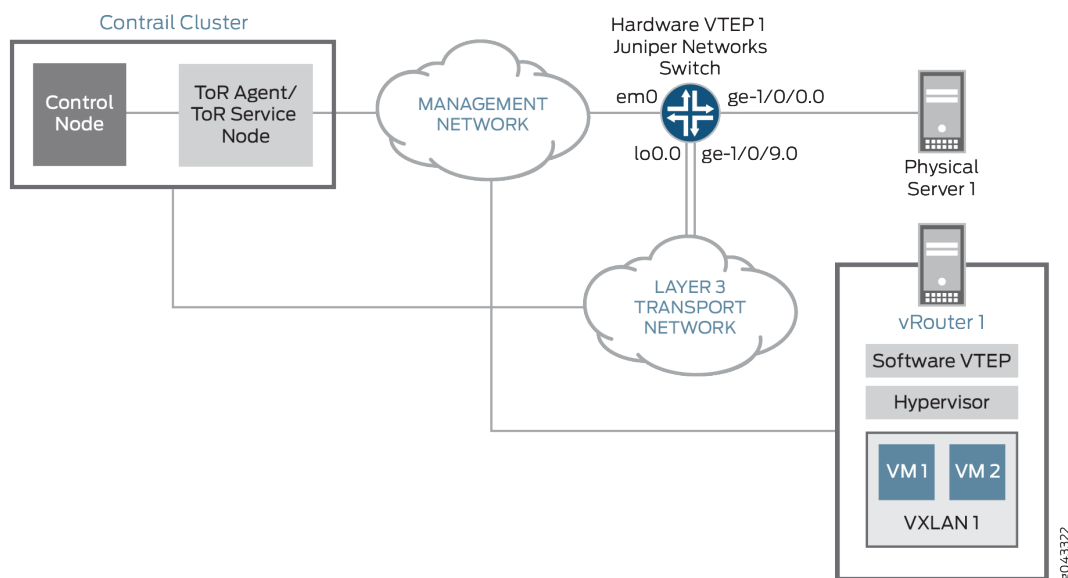 Contrail Cluster
Control
Node
ToR Agent/
ToR Service
Node
MANAGEMENT
NETWORK
Hardware VTEP 1
Juniper Networks
Switch
em0
ge-1/0/0.0
lo0.0
ge-1/0/9.0
Physical
Server 1
LAYER 3
TRANSPORT
NETWORK
vRouter 1
Software VTEP
Hypervisor
VM 1
VM 2
VXLAN 1
g043322